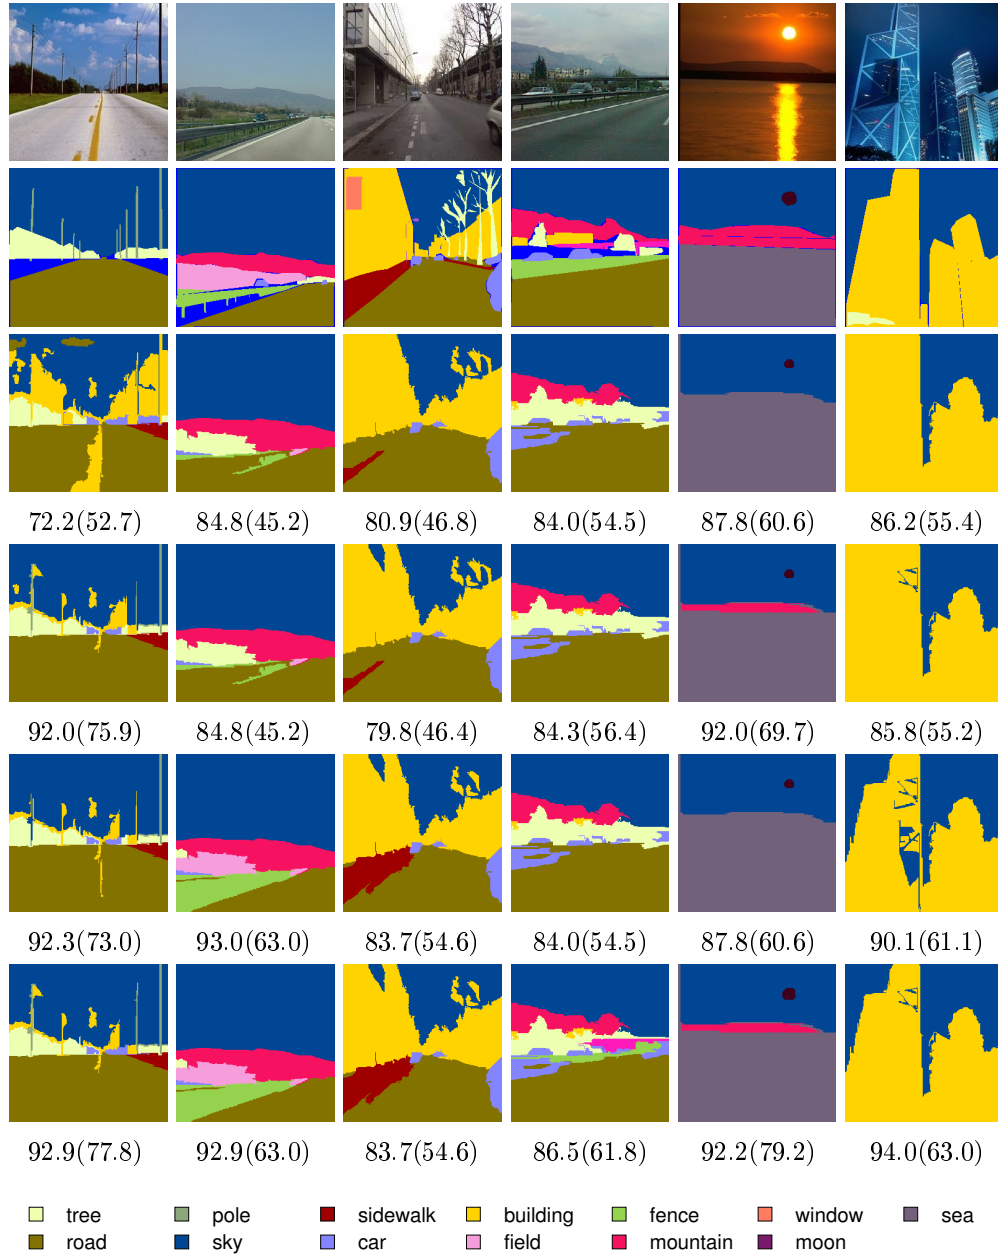 72.2(52.7) 84.8(45.2) 80.9(46.8) 84.0(54.5) 87.8(60.6) 86.2(55.4)
92.0(75.9) 84.8(45.2) 79.8(46.4) 84.3(56.4) 92.0(69.7) 85.8(55.2)
92.3(73.0) 93.0(63.0) 83.7(54.6) 84.0(54.5) 87.8(60.6) 90.1(61.1)
92.9(77.8) 92.9(63.0) 83.7(54.6) 86.5(61.8) 92.2(79.2) 94.0(63.0)
tree pole sidewalk building fence window sea
road sky car field mountain moon